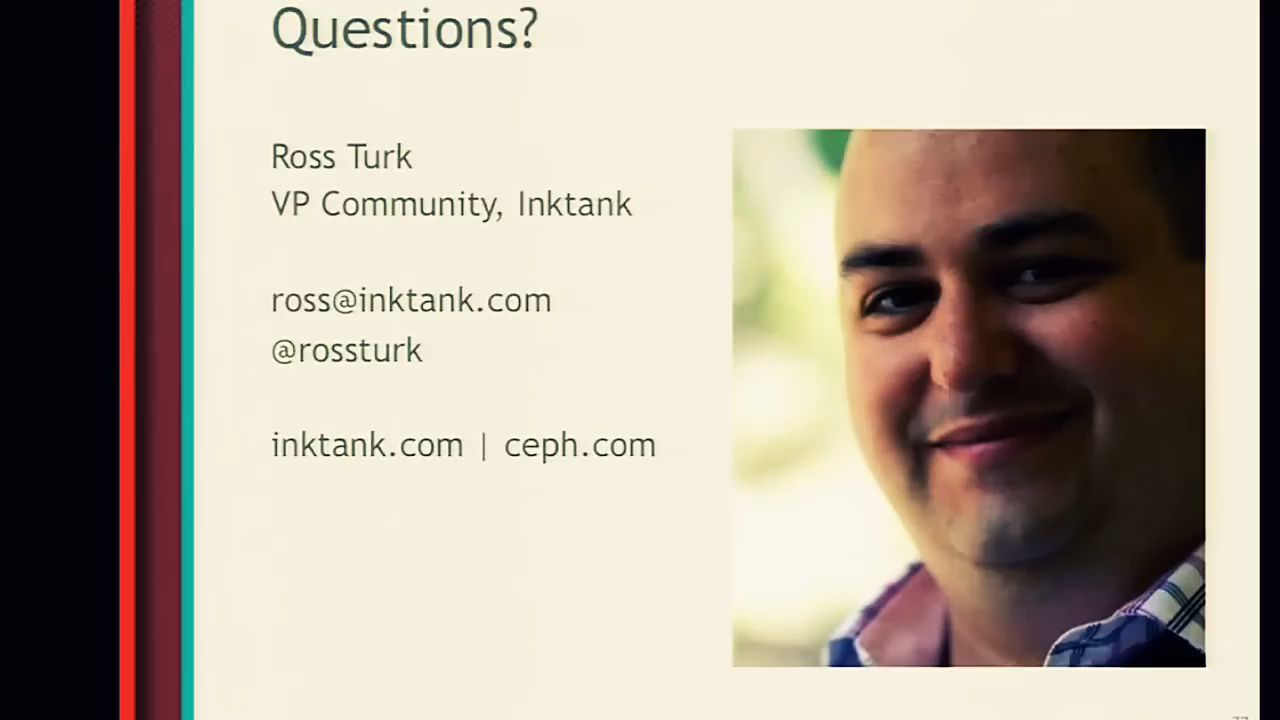 Questions?
Ross Turk
VP Community, Inktank
ross@inktank.com
@rossturk
inktank.com | ceph.com